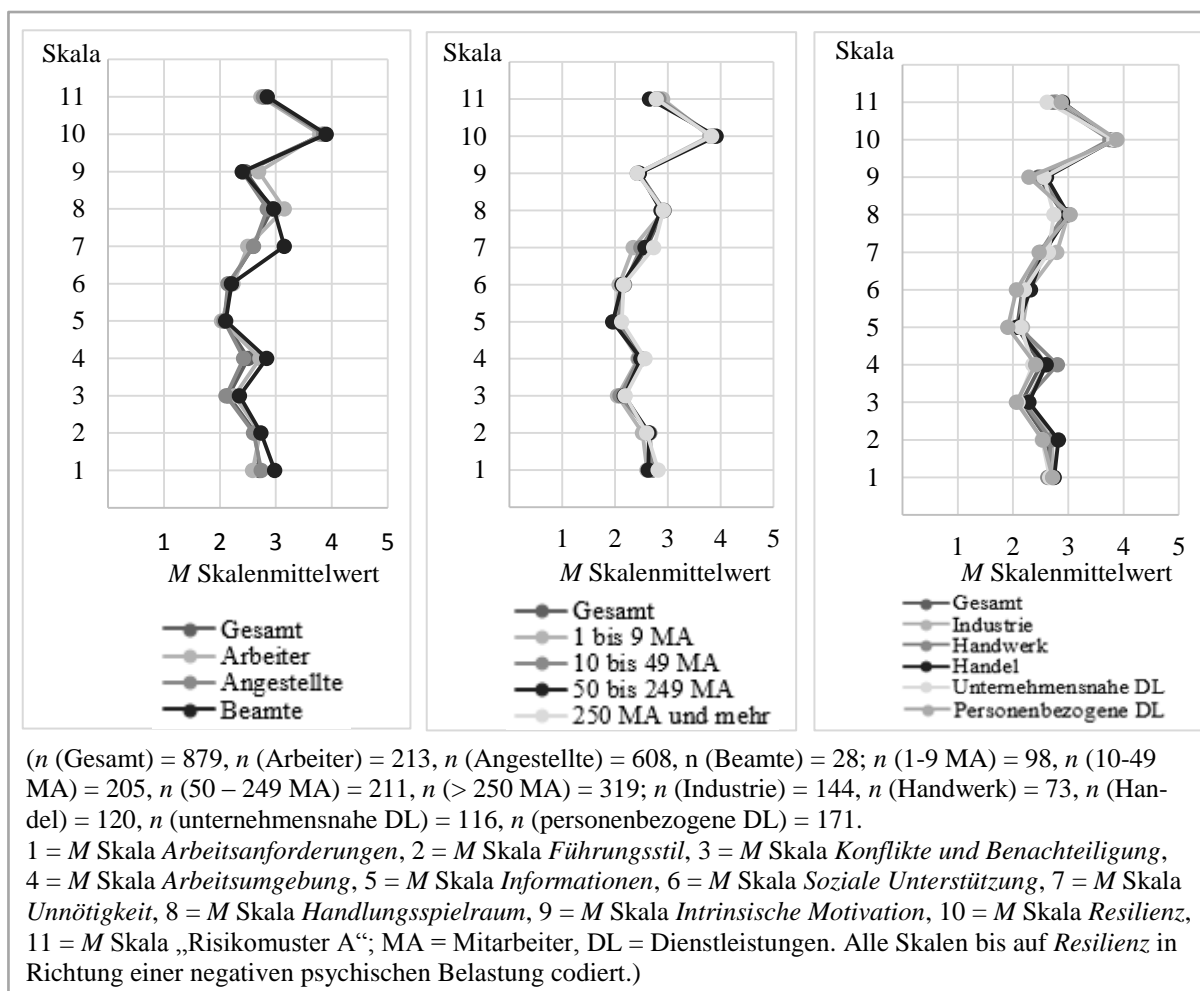 Skala
11
10
9
8
7
6
5
4
3
2
1
1 2 3 4 5
M Skalenmittelwert
Gesamt
Arbeiter
Angestellte
Beamte
Skala
11
10
9
8
7
6
5
4
3
2
1
1 2 3 4 5
M Skalenmittelwert
Gesamt
1 bis 9 MA
10 bis 49 MA
50 bis 249 MA
250 MA und mehr
Skala
11
10
9
8
7
6
5
4
3
2
1
1 2 3 4 5
M Skalenmittelwert
Gesamt
Industrie
Handwerk
Handel
Unternehmensnahe DL
Personenbezogene DL
(n (Gesamt) = 879, n (Arbeiter) = 213, n (Angestellte) = 608, n (Beamte) = 28; n (1-9 MA) = 98, n (10-49
MA) = 205, n (50 – 249 MA) = 211, n (> 250 MA) = 319; n (Industrie) = 144, n (Handwerk) = 73, n (Han-
del) = 120, n (unternehmensnahe DL) = 116, n (personenbezogene DL) = 171.
1 = M Skala Arbeitsanforderungen, 2 = M Skala Führungsstil, 3 = M Skala Konflikte und Benachteiligung,
4 = M Skala Arbeitsumgebung, 5 = M Skala Informationen, 6 = M Skala Soziale Unterstützung, 7 = M Skala
Unnötigkeit, 8 = M Skala Handlungsspielraum, 9 = M Skala Intrinsische Motivation, 10 = M Skala Resilienz,
11 = M Skala „Risikomuster A“; MA = Mitarbeiter, DL = Dienstleistungen. Alle Skalen bis auf Resilienz in
Richtung einer negativen psychischen Belastung codiert.)